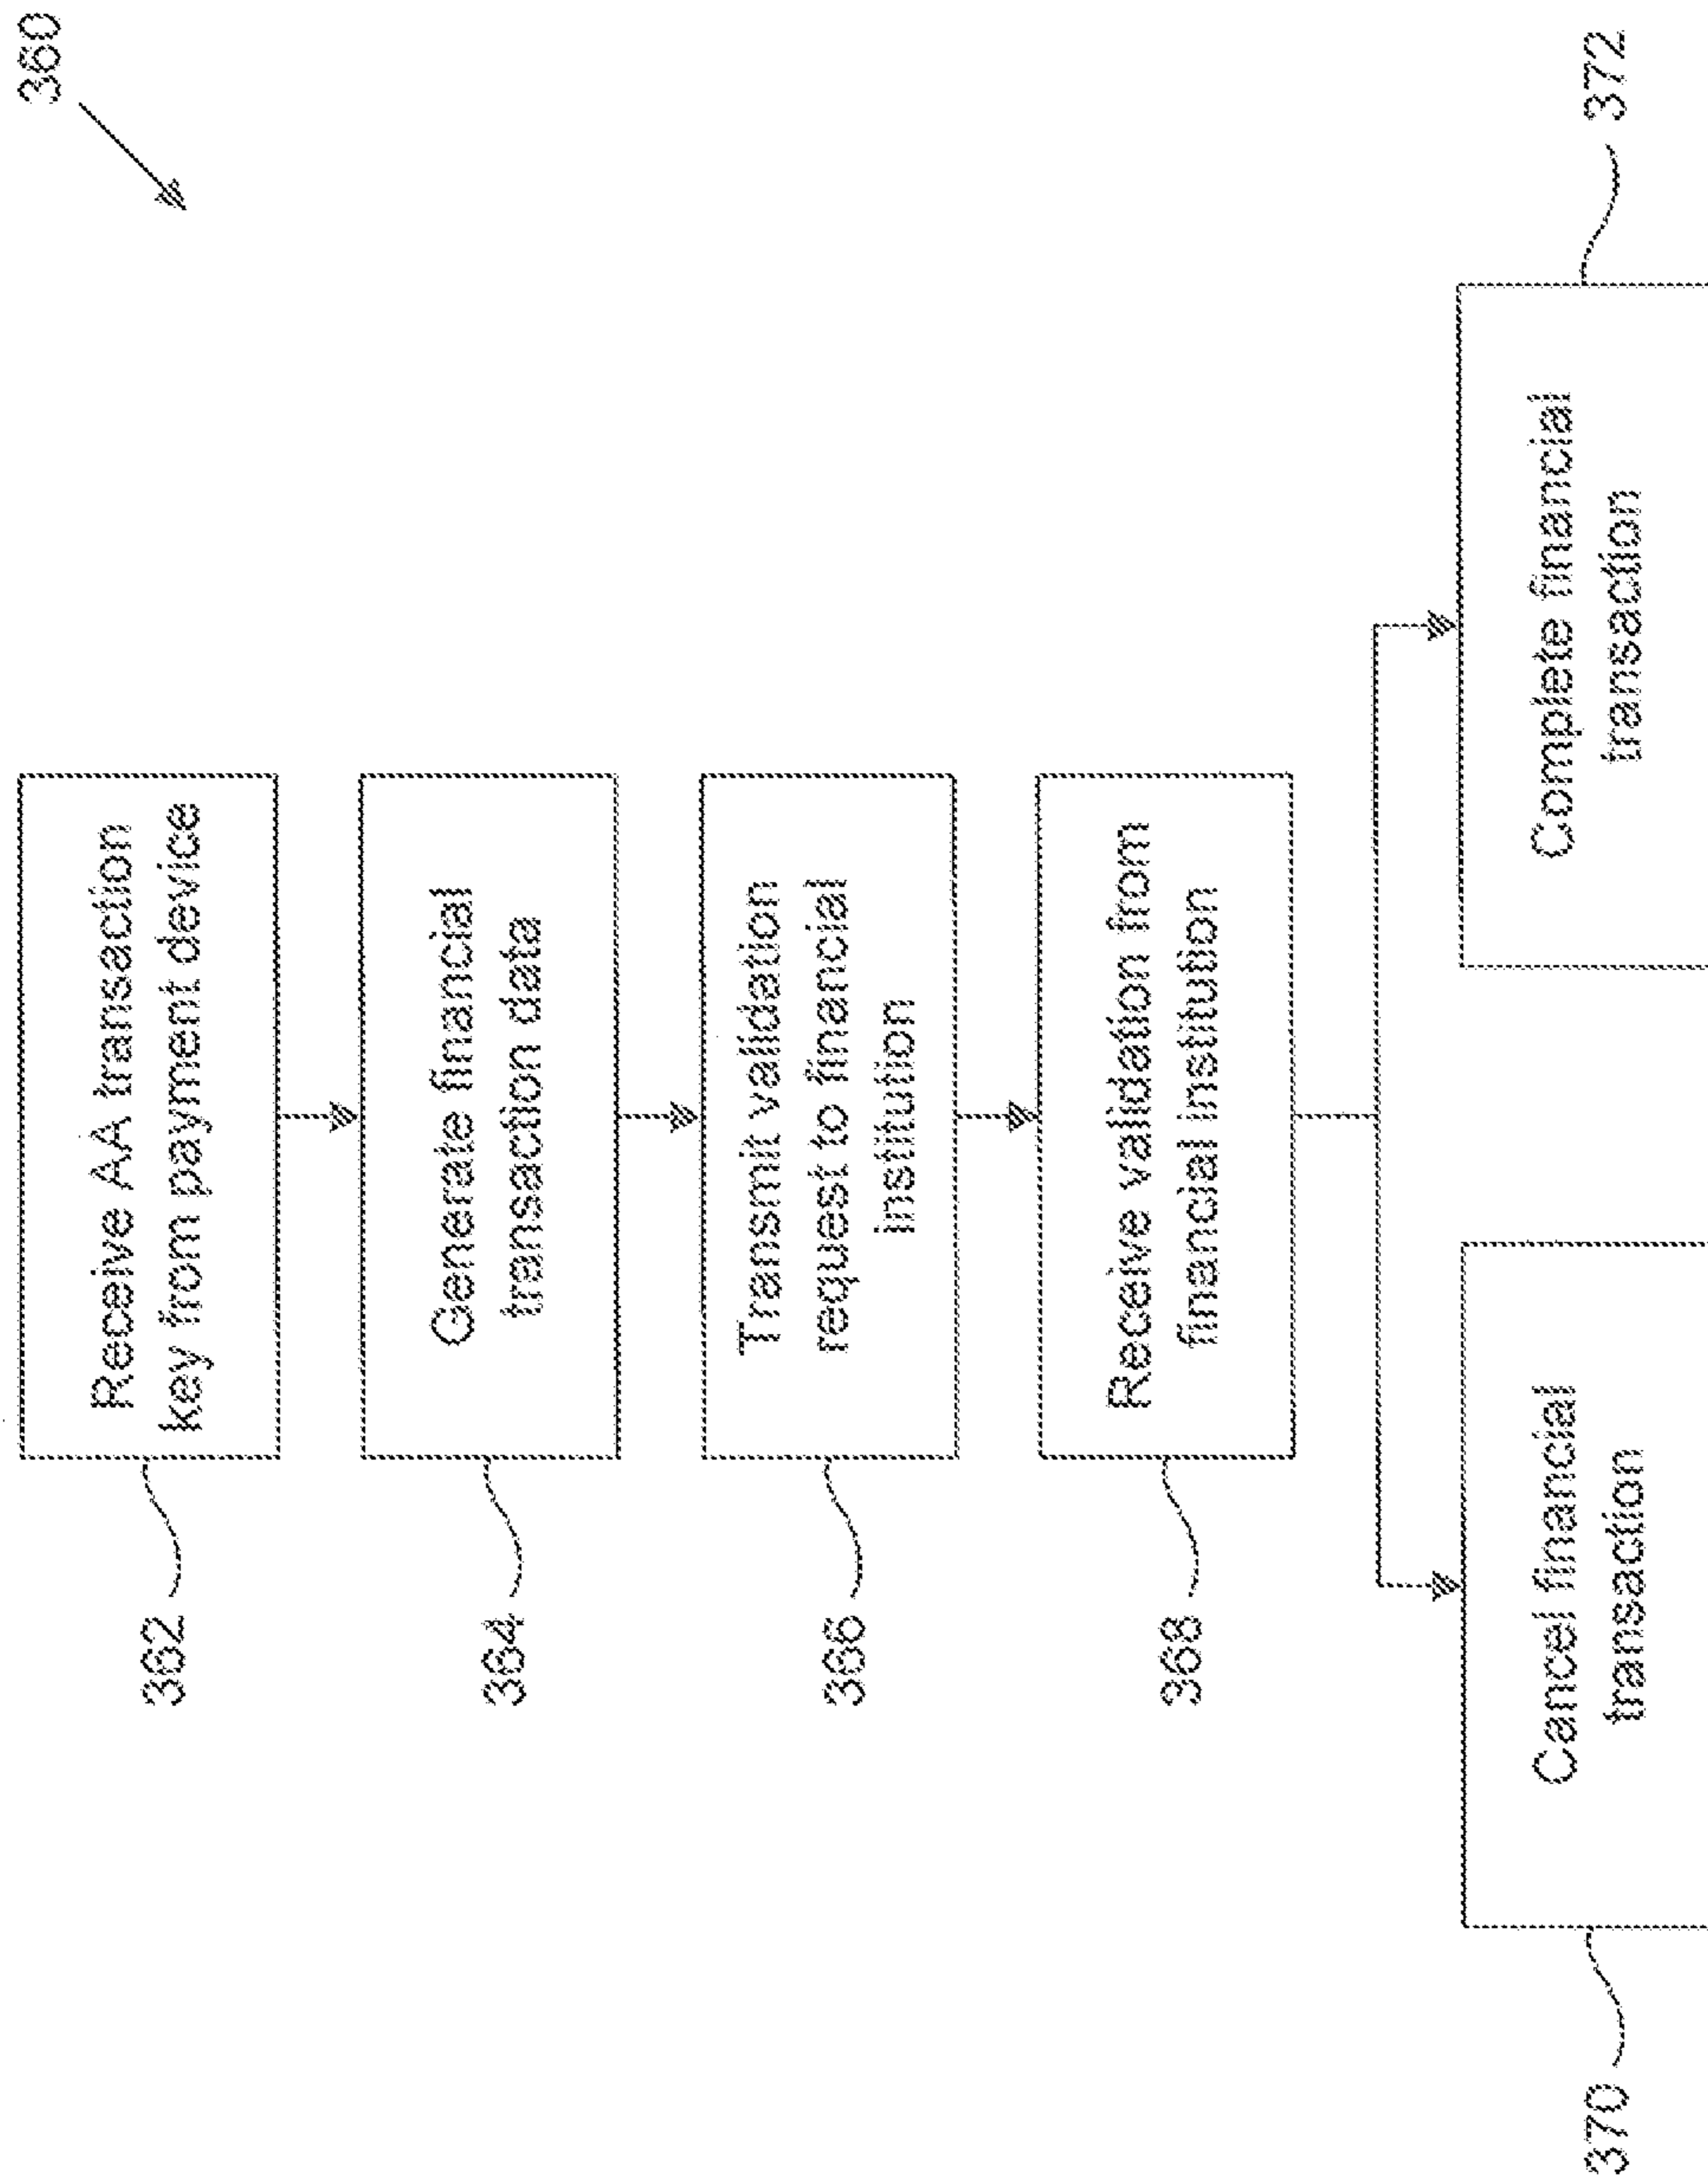 360
362
Receive AA transaction
key from payment device
364
Generate financial
transaction data
366
Transmit validation
request to financial
institution
368
Receive validation from
financial institution
370
Cancel financial
transaction
Complete financial
transaction
372